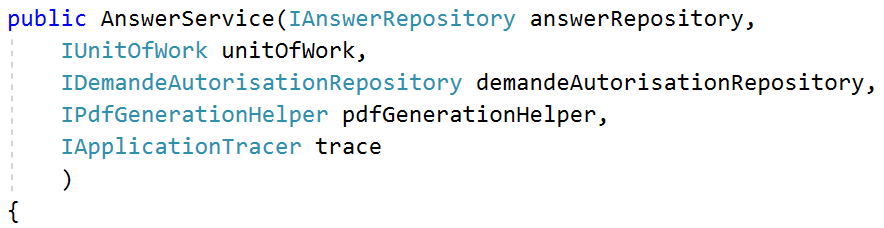 public AnswerService(IAnswerRepository answerRepository,
    IUnitOfWork unitOfWork,
    IDemandeAutorisationRepository demandeAutorisationRepository,
    IPdfGenerationHelper pdfGenerationHelper,
    IApplicationTracer trace
    )
{